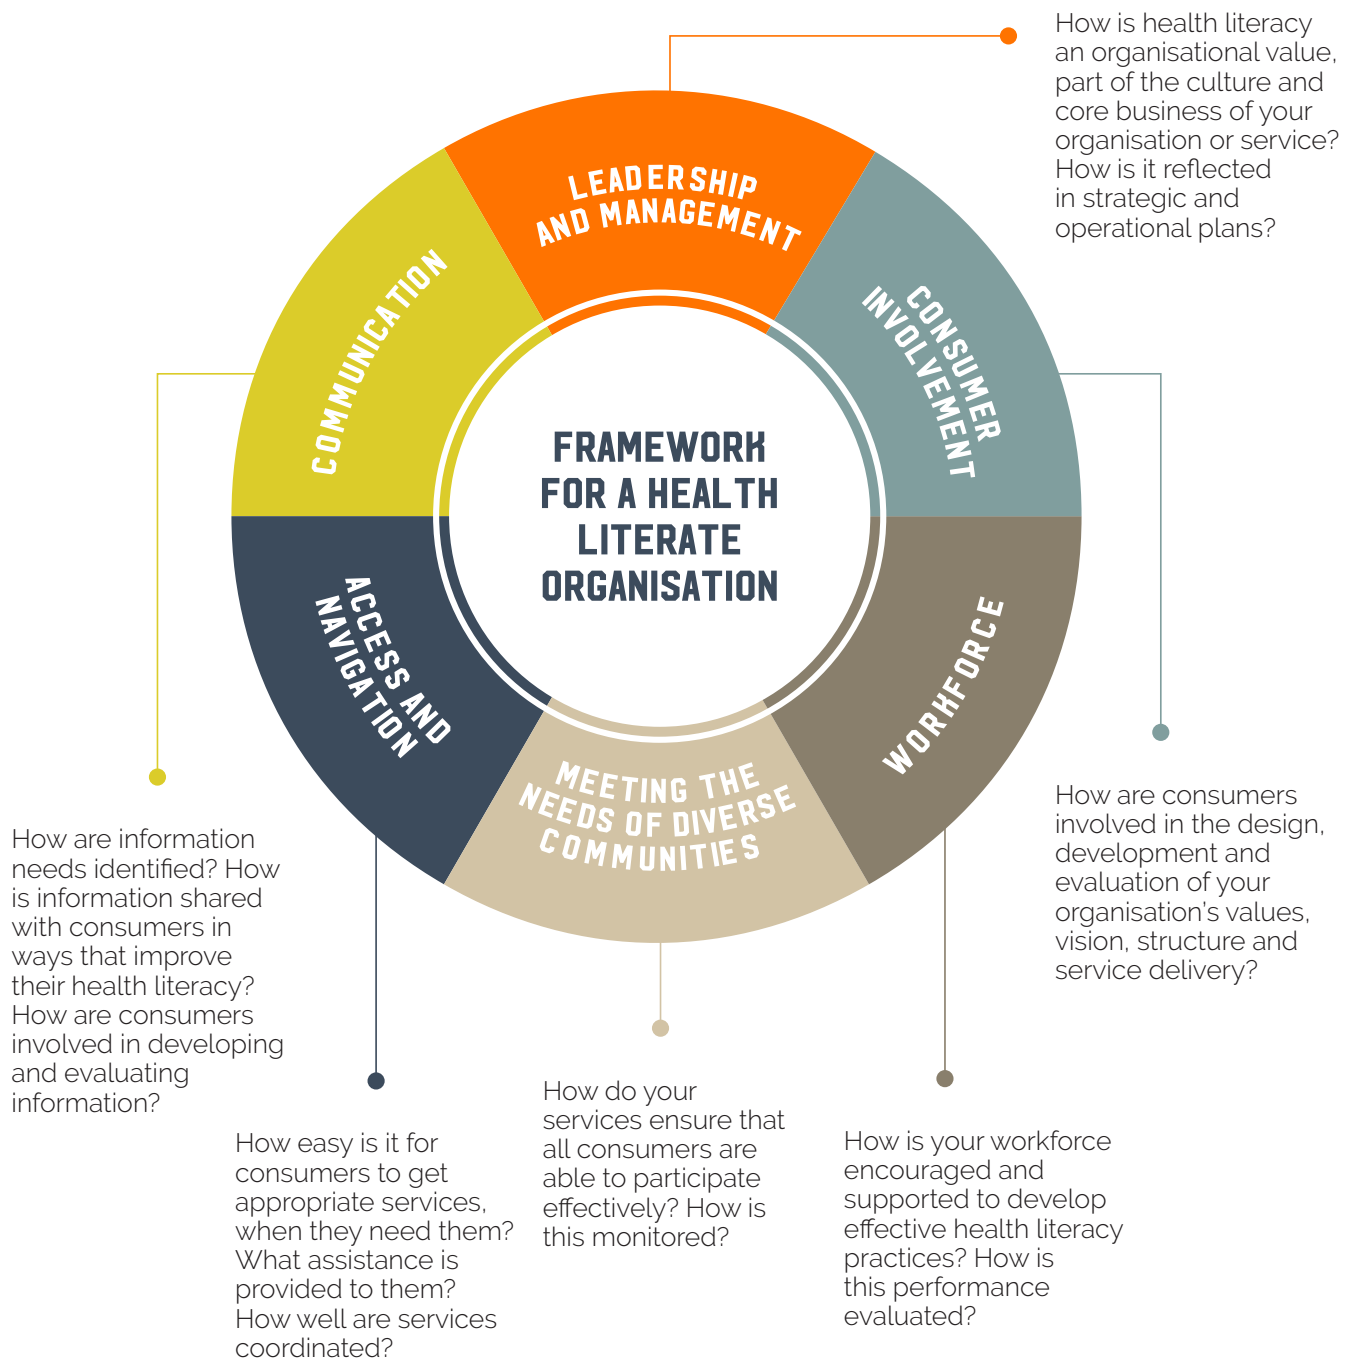 How is health literacy
an organisational value,
part of the culture and
core business of your
organisation or service?
How is it reflected
in strategic and
operational plans?
LEADERSHIP
AND MANAGEMENT
CONSUMER
INVOLVEMENT
COMMUNICATION
FRAMEWORK
FOR A HEALTH
LITERATE
ORGANISATION
ACCESS AND
NAVIGATION
WORKFORCE
MEETING THE
NEEDS OF DIVERSE
COMMUNITIES
How are consumers
involved in the design,
development and
evaluation of your
organisation's values,
vision, structure and
service delivery?
How are information
needs identified? How
is information shared
with consumers in
ways that improve
their health literacy?
How are consumers
involved in developing
and evaluating
information?
How easy is it for
consumers to get
appropriate services,
when they need them?
What assistance is
provided to them?
How well are services
coordinated?
How do your
services ensure that
all consumers are
able to participate
effectively? How is
this monitored?
How is your workforce
encouraged and
supported to develop
effective health literacy
practices? How is
this performance
evaluated?